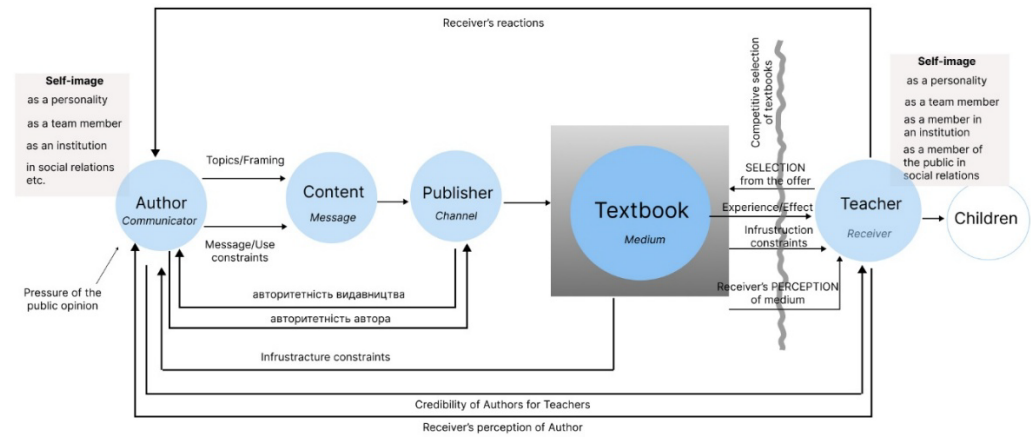 Receiver's reactions
Self-image
as a personality
as a team member
as an institution
in social relations
etc.
Author
Communicator
Topics/Framing
Message/Use
constraints
Content
Message
Publisher
Channel
Textbook
Medium
Competitive selection
of textbooks
SELECTION
from the offer
Experience/Effect
Infrustruction
constraints
Receiver's PERCEPTION
of medium
Self-image
as a personality
as a team member
as a member in
an institution
as a member of
the public in
social relations
Teacher
Receiver
Children
Pressure of the
public opinion
авторитетність видавництва
авторитетність автора
Infrustracture constraints
Credibility of Authors for Teachers
Receiver's perception of Author